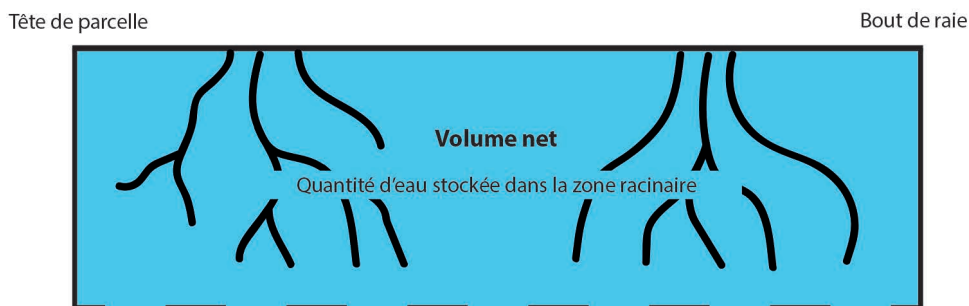 Tête de parcelle
Bout de raie
Volume net
Quantité d'eau stockée dans la zone racinaire